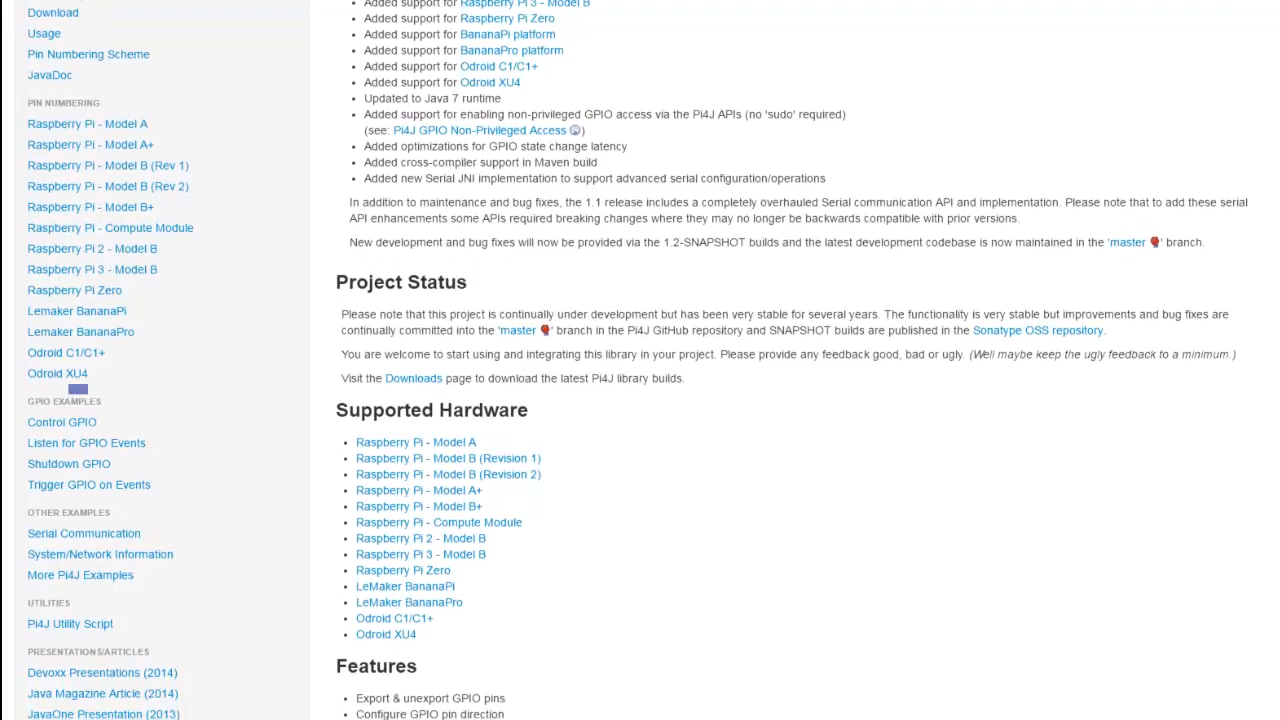 Download
Usage
Pin Numbering Scheme
JavaDoc
PIN NUMBERING
Raspberry Pi - Model A
Raspberry Pi - Model A+
Raspberry Pi - Model B (Rev 1)
Raspberry Pi - Model B (Rev 2)
Raspberry Pi - Model B+
Raspberry Pi - Compute Module
Raspberry Pi 2 - Model B
Raspberry Pi 3 - Model B
Raspberry Pi Zero
Lemaker BananaPi
Lemaker BananaPro
Odroid C1/C1+
Odroid XU4
GPIO EXAMPLES
Control GPIO
Listen for GPIO Events
Shutdown GPIO
Trigger GPIO on Events
OTHER EXAMPLES
Serial Communication
System/Network Information
More Pi4J Examples
UTILITIES
Pi4J Utility Script
PRESENTATIONS/ARTICLES
Devoxx Presentations (2014)
Java Magazine Article (2014)
JavaOne Presentation (2013)
Added support for Raspberry Pi 3 - Model B
Added support for Raspberry Pi Zero
Added support for BananaPi platform
Added support for BananaPro platform
Added support for Odroid C1/C1+
Added support for Odroid XU4
Updated to Java 7 runtime
Added support for enabling non-privileged GPIO access via the Pi4J APIs (no 'sudo' required)
(see: Pi4J GPIO Non-Privileged Access )
Added optimizations for GPIO state change latency
Added cross-compiler support in Maven build
Added new Serial JNI implementation to support advanced serial configuration/operations
In addition to maintenance and bug fixes, the 1.1 release includes a completely overhauled Serial communication API and implementation. Please note that to add these serial
API enhancements some APIs required breaking changes where they may no longer be backwards compatible with prior versions.
New development and bug fixes will now be provided via the 1.2-SNAPSHOT builds and the latest development codebase is now maintained in the 'master ' branch.
Project Status
Please note that this project is continually under development but has been very stable for several years. The functionality is very stable but improvements and bug fixes are
continually committed into the 'master ' branch in the Pi4J GitHub repository and SNAPSHOT builds are published in the Sonatype OSS repository.
You are welcome to start using and integrating this library in your project. Please provide any feedback good, bad or ugly. (Well maybe keep the ugly feedback to a minimum.)
Visit the Downloads page to download the latest Pi4J library builds.
Supported Hardware
Raspberry Pi - Model A
Raspberry Pi - Model B (Revision 1)
Raspberry Pi - Model B (Revision 2)
Raspberry Pi - Model A+
Raspberry Pi - Model B+
Raspberry Pi - Compute Module
Raspberry Pi 2 - Model B
Raspberry Pi 3 - Model B
Raspberry Pi Zero
LeMaker BananaPi
LeMaker BananaPro
Odroid C1/C1+
Odroid XU4
Features
Export & unexport GPIO pins
Configure GPIO pin direction